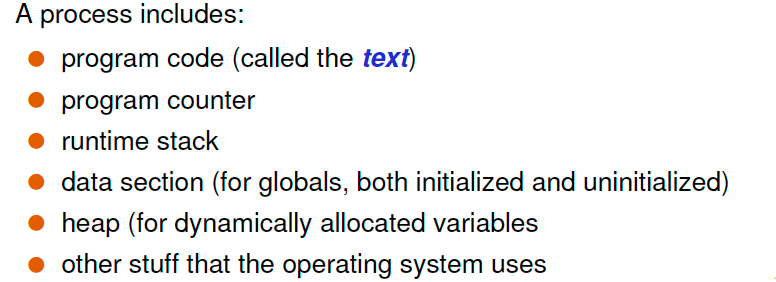 A process includes:
program code (called the text)
program counter
runtime stack
data section (for globals, both initialized and uninitialized)
heap (for dynamically allocated variables
other stuff that the operating system uses